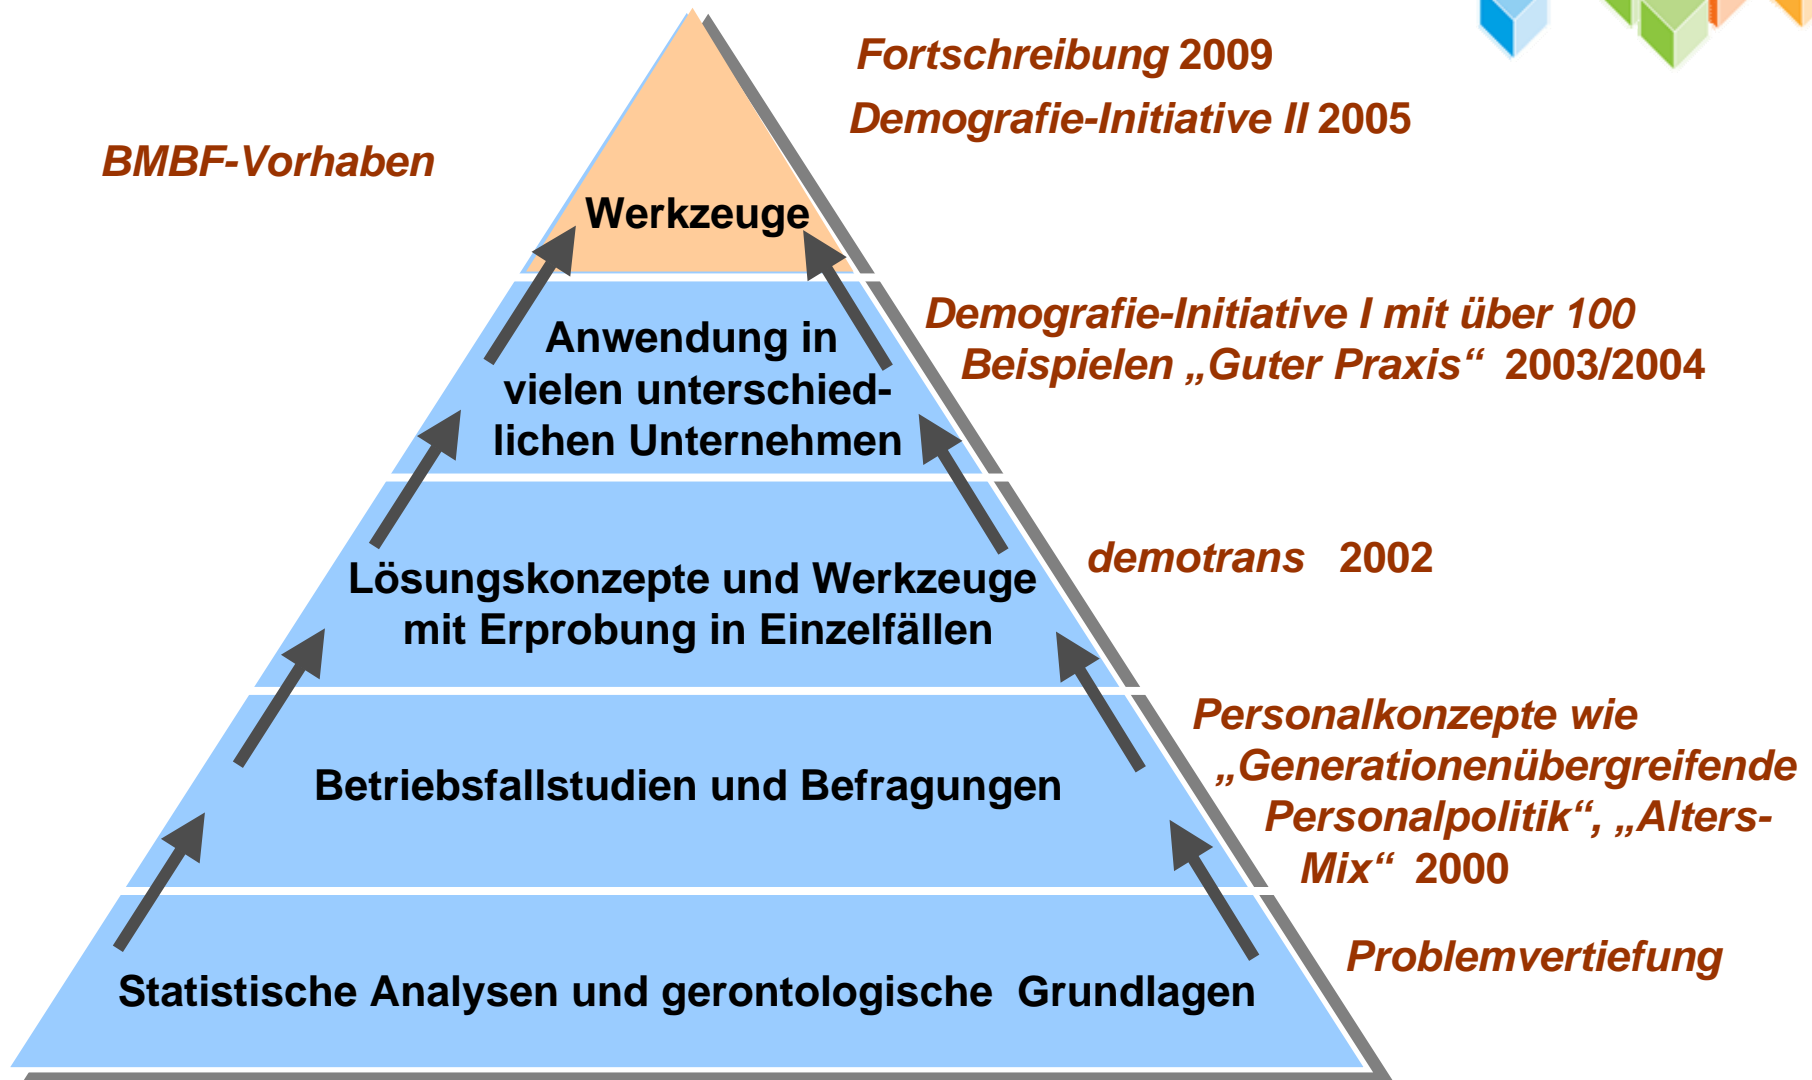 Fortschreibung 2009
Demografie-Initiative II 2005
BMBF-Vorhaben
Werkzeuge
Demografie-Initiative I mit über 100
Beispielen „Guter Praxis“ 2003/2004
Anwendung in
vielen unterschied-
lichen Unternehmen
demotrans 2002
Lösungskonzepte und Werkzeuge
mit Erprobung in Einzelfällen
Personalkonzepte wie
„Generationenübergreifende
Personalpolitik“, „Alters-
Mix“ 2000
Betriebsfallstudien und Befragungen
Problemvertiefung
Statistische Analysen und gerontologische Grundlagen